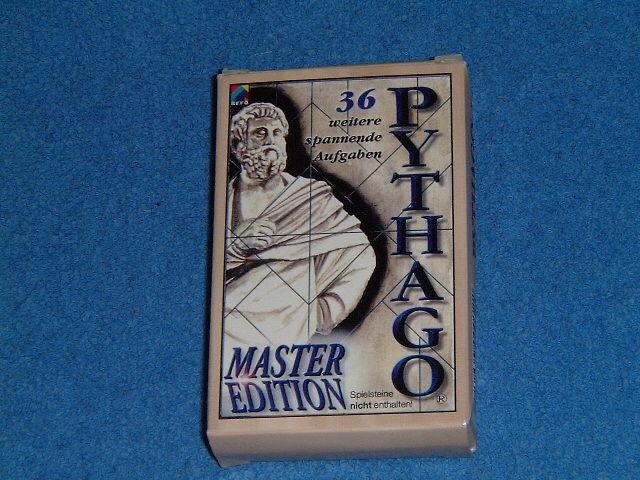 36
weitere
spannende
Aufgaben
PYTHAGO®
MASTER
EDITION
Spielsteine
nicht enthalten!